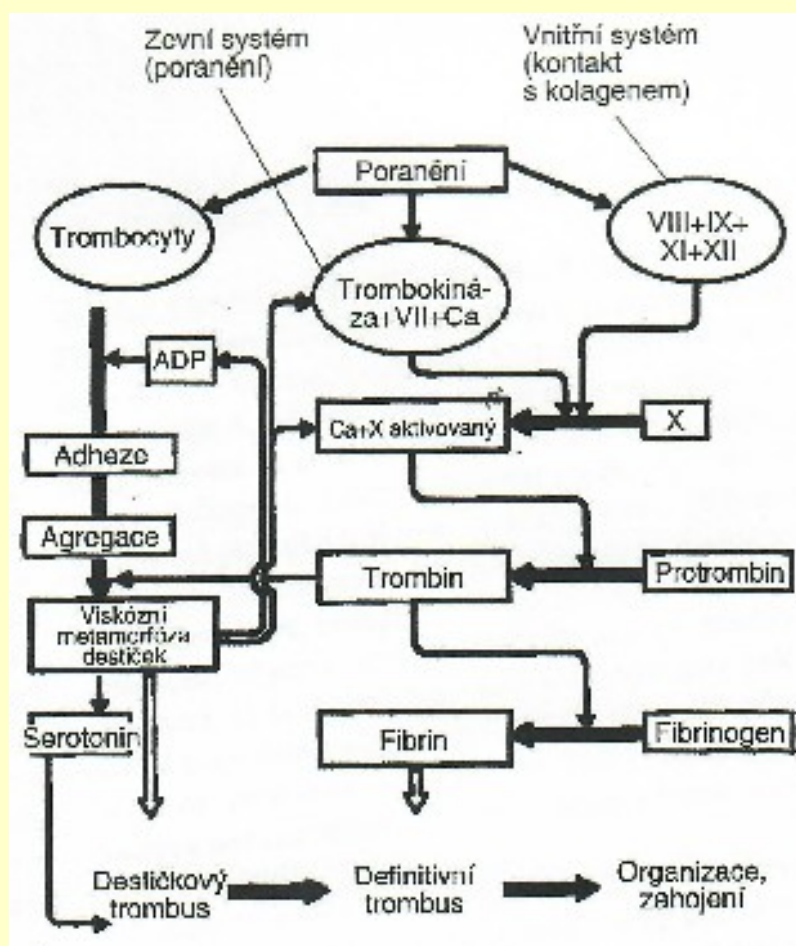 Zevní systém
(poranění)
Vnitřní systém
(kontakt
s kolagenem)
Poranění
Trombocyty
Trombokiná-
za+VII+Ca
VIII+IX+
XI+XII
ADP
Ca+X aktivovaný
X
Adheze
Agregace
Trombin
Protrombin
Viskózní
metamorfóza
destiček
Serotonin
Fibrin
Fibrinogen
Destičkový
trombus
Definitivní
trombus
Organizace,
zahojení